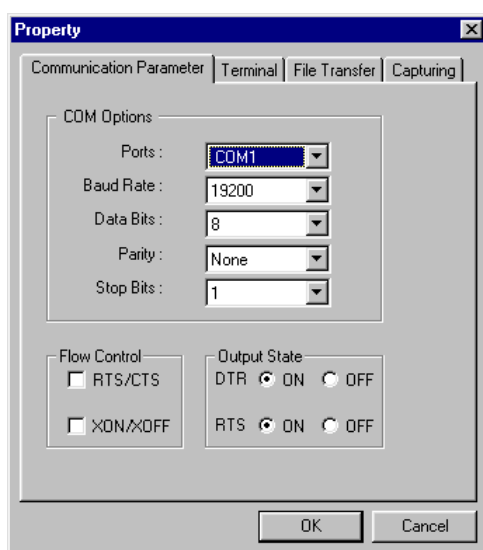 Property
Communication Parameter Terminal File Transfer Capturing
COM Options
Ports : COM1
Baud Rate : 19200
Data Bits : 8
Parity : None
Stop Bits : 1
Flow Control
RTS/CTS
XON/XOFF
Output State
DTR ON OFF
RTS ON OFF
OK Cancel